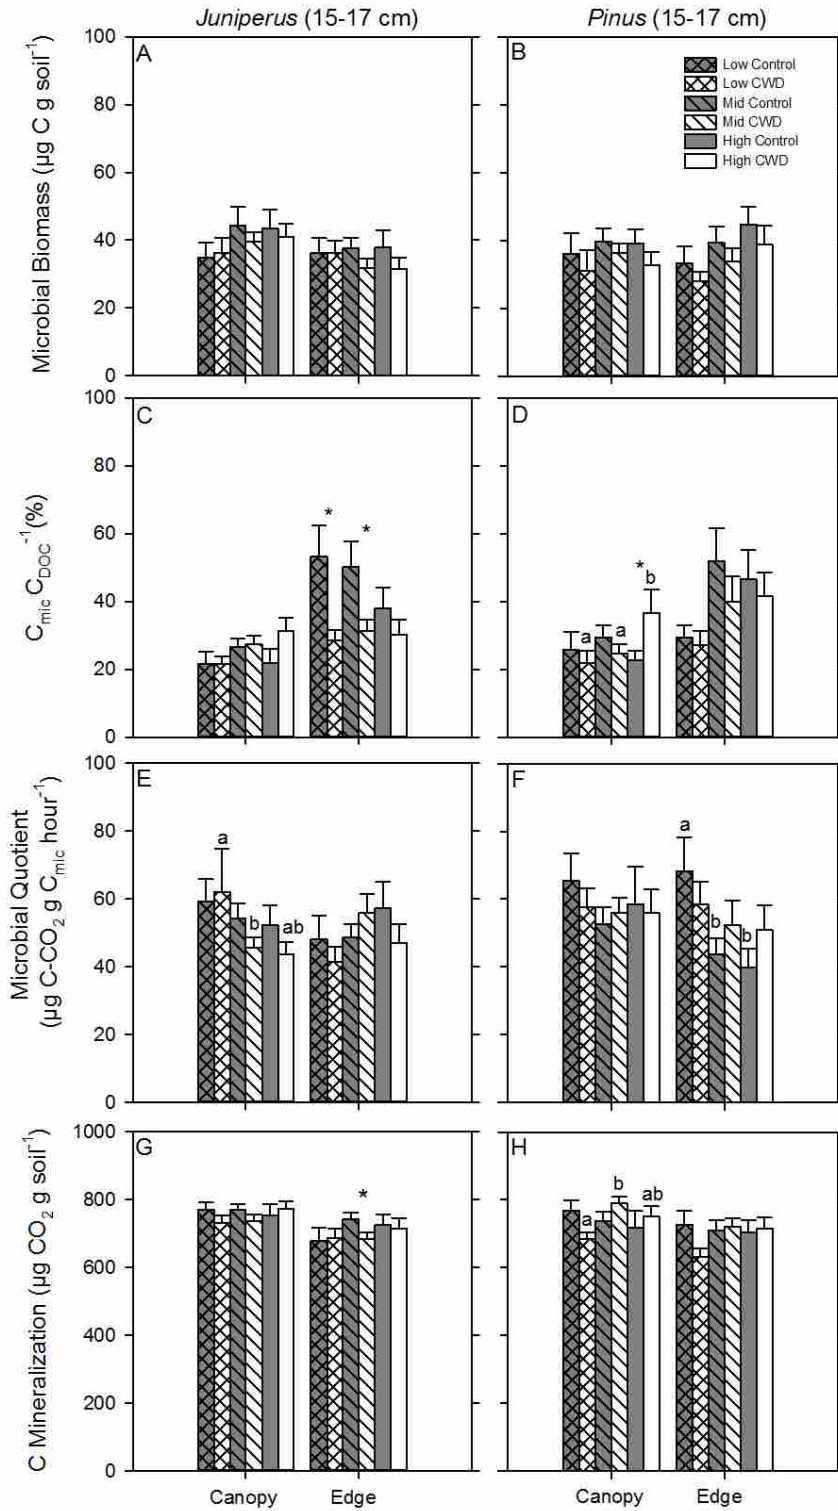 Juniperus (15-17 cm)
Pinus (15-17 cm)
A
B
Low Control
Low CWD
Mid Control
Mid CWD
High Control
High CWD
Microbial Biomass (µg C g soil⁻¹)
100
80
60
40
20
0
C
D
* *
* b
a a
C_mic C_DOC⁻¹(%)
100
80
60
40
20
0
E
F
a
b
ab
a
b b
Microbial Quotient
(µg C-CO₂ g C_mic hour⁻¹)
100
80
60
40
20
0
G
H
*
a
b
ab
C Mineralization (µg CO₂ g soil⁻¹)
1000
800
600
400
200
0
Canopy Edge
Canopy Edge